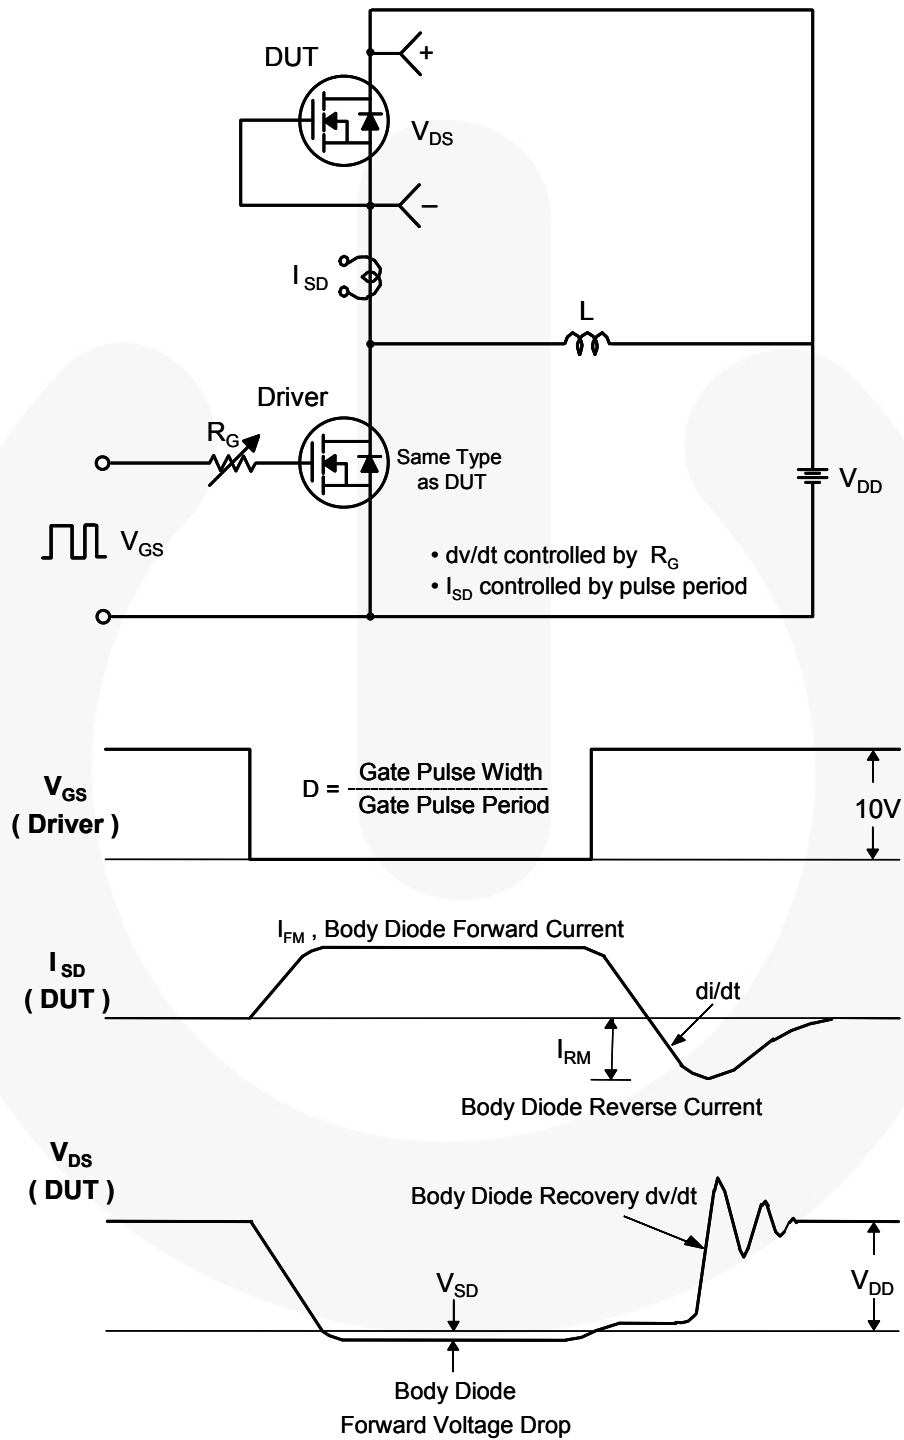 DUT
+
V_DS
−
I_SD
L
Driver
R_G
Same Type
as DUT
V_DD
V_GS
• dv/dt controlled by R_G
• I_SD controlled by pulse period
V_GS
( Driver )
D = Gate Pulse Width
Gate Pulse Period
10V
I_FM , Body Diode Forward Current
I_SD
( DUT )
di/dt
I_RM
Body Diode Reverse Current
V_DS
( DUT )
Body Diode Recovery dv/dt
V_SD
V_DD
Body Diode
Forward Voltage Drop